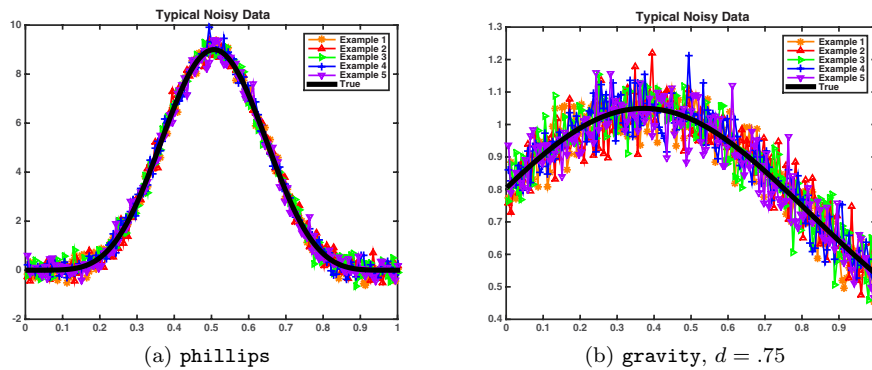 Typical Noisy Data
10
8
6
4
2
0
-2
0 0.1 0.2 0.3 0.4 0.5 0.6 0.7 0.8 0.9 1
Example 1
Example 2
Example 3
Example 4
Example 5
True
(a) phillips
Typical Noisy Data
1.3
1.2
1.1
1
0.9
0.8
0.7
0.6
0.5
0.4
0 0.1 0.2 0.3 0.4 0.5 0.6 0.7 0.8 0.9
Example 1
Example 2
Example 3
Example 4
Example 5
True
(b) gravity, d = .75